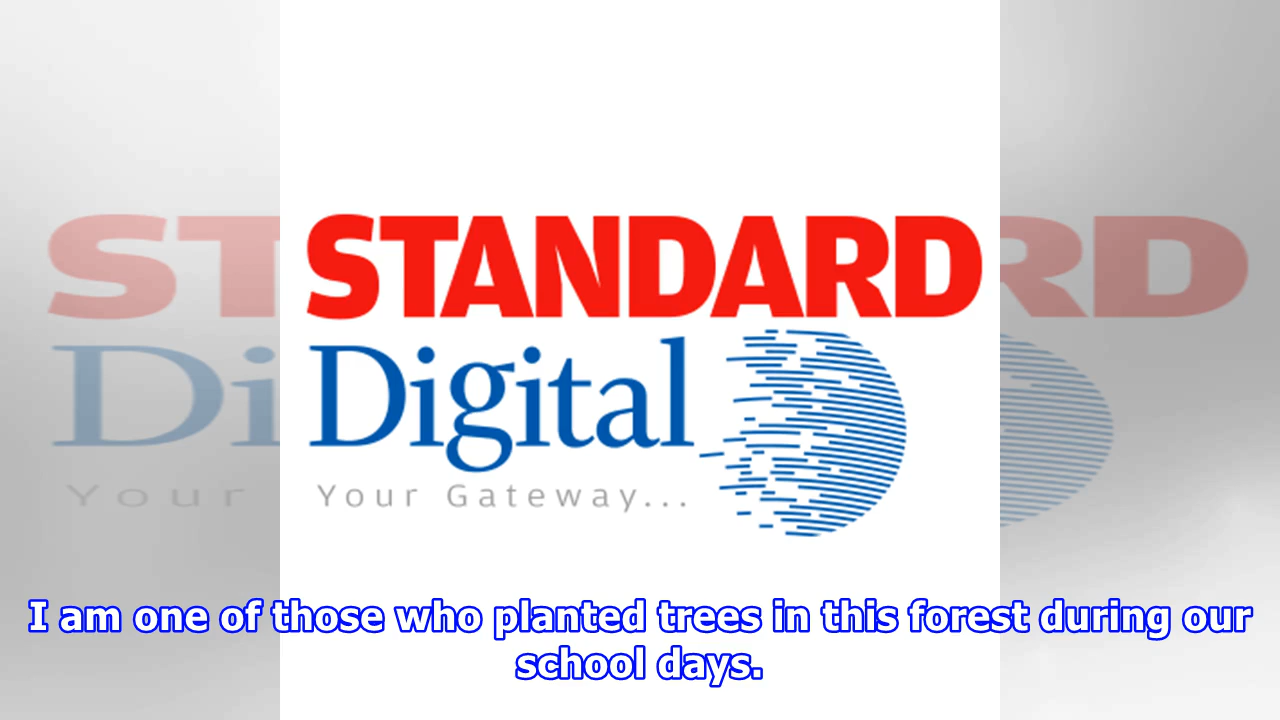 STANDARD
Digital
Your Gateway...
I am one of those who planted trees in this forest during our
school days.